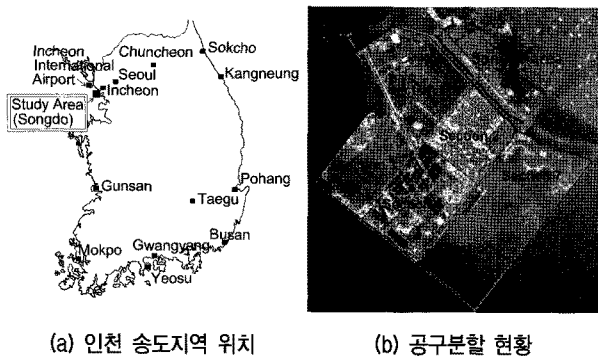 Incheon
International
Airport
Chuncheon
Sokcho
Seoul
Kangneung
Incheon
Study Area
(Songdo)
Gunsan
Pohang
Taegu
Busan
Gwangyang
Mokpo
Yeosu
Section
(a) 인천 송도지역 위치
(b) 공구분할 현황